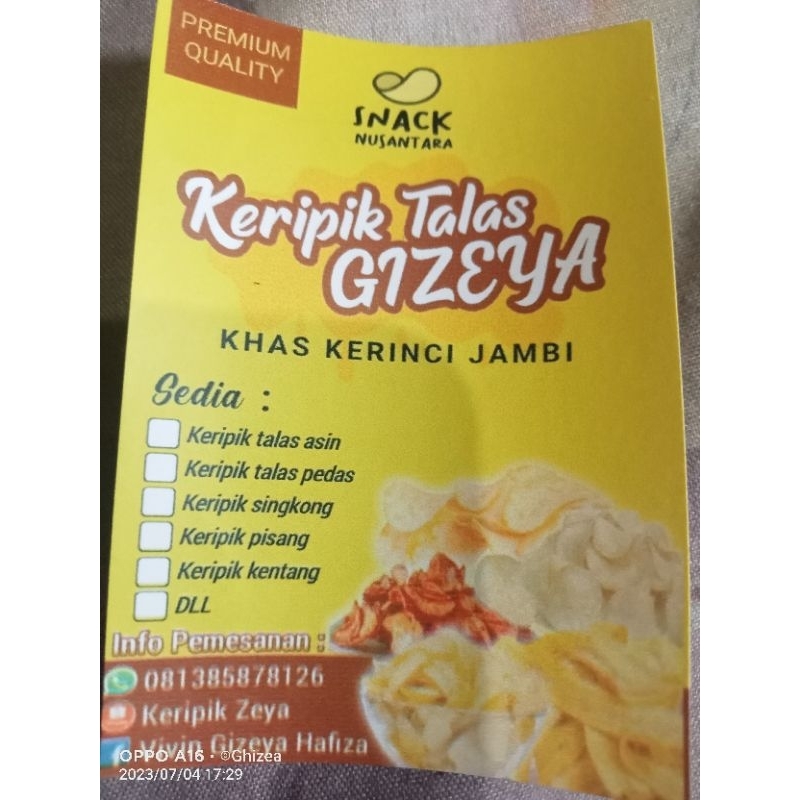 PREMIUM
QUALITY
SNACK
NUSANTARA
Keripik Talas
GIZEYA
KHAS KERINCI JAMBI
Sedia :
Keripik talas asin
Keripik talas pedas
Keripik singkong
Keripik pisang
Keripik kentang
DLL
Info Pemesanan :
081385878126
Keripik Zeya
Vivin Gizeya Hafiza
OPPO A16 · ©Ghizea
2023/07/04 17:29